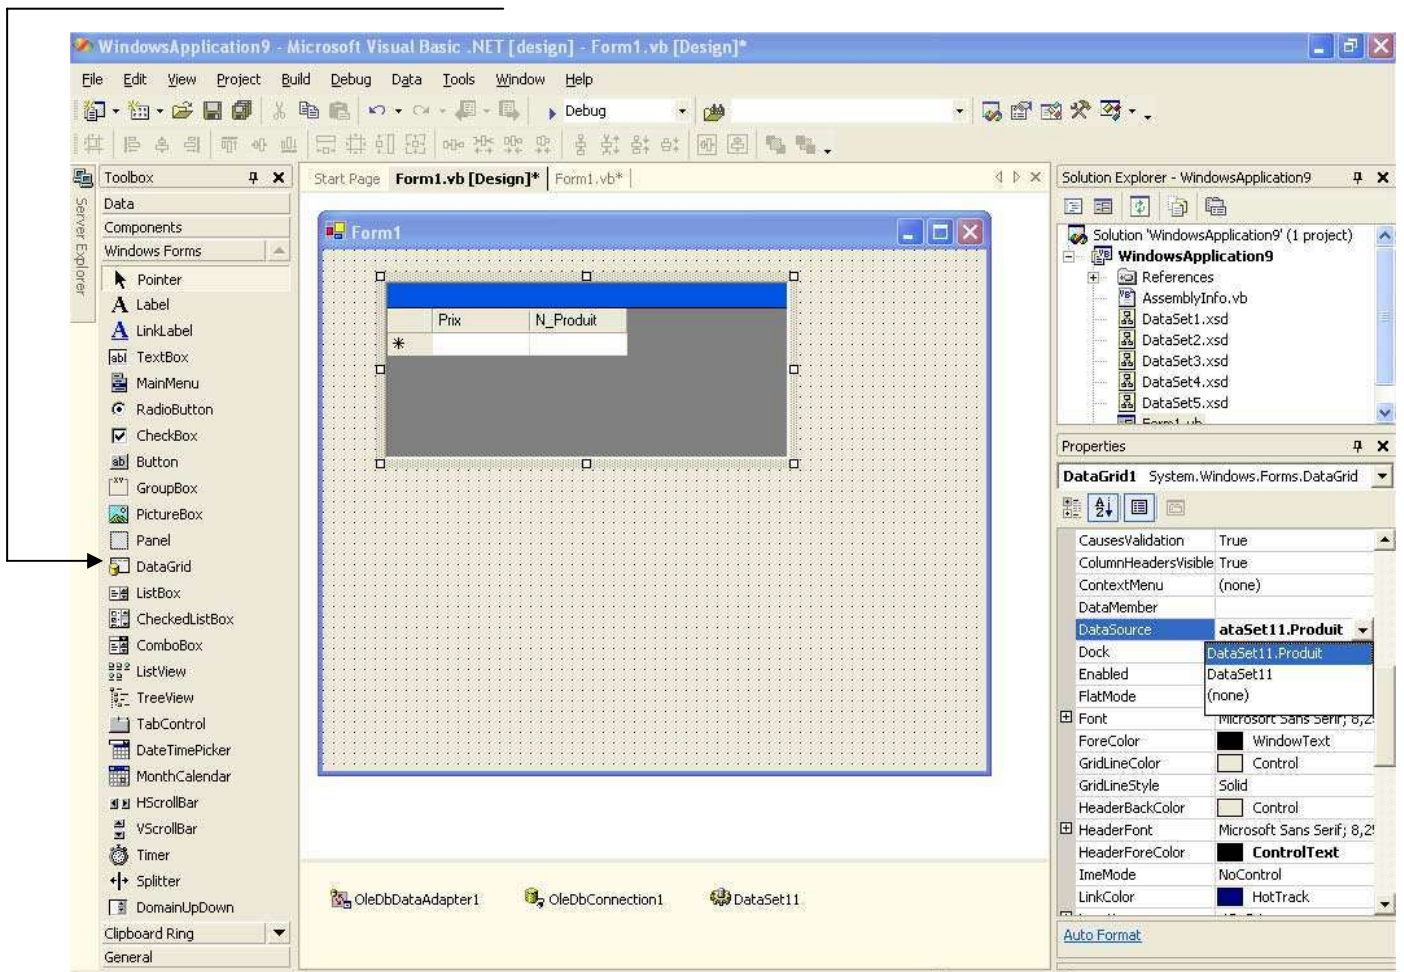 WindowsApplication9 - Microsoft Visual Basic .NET [design] - Form1.vb [Design]*
File Edit View Project Build Debug Data Tools Window Help
Debug
Toolbox
Start Page Form1.vb [Design]* Form1.vb*
Solution Explorer - WindowsApplication9
Server Explorer
Data
Components
Windows Forms
Pointer
Label
LinkLabel
TextBox
MainMenu
RadioButton
CheckBox
Button
GroupBox
PictureBox
Panel
DataGrid
ListBox
CheckedListBox
ComboBox
ListView
TreeView
TabControl
DateTimePicker
MonthCalendar
HScrollBar
VScrollBar
Timer
Splitter
DomainUpDown
Clipboard Ring
General
Form1
Prix N_Produit
OleDbDataAdapter1 OleDbConnection1 DataSet11
Solution 'WindowsApplication9' (1 project)
WindowsApplication9
References
AssemblyInfo.vb
DataSet1.xsd
DataSet2.xsd
DataSet3.xsd
DataSet4.xsd
DataSet5.xsd
Form1.vb
Properties
DataGrid1 System.Windows.Forms.DataGrid
CausesValidation True
ColumnHeadersVisible True
ContextMenu (none)
DataMember
DataSource ataSet11.Produit
Dock DataSet11.Produit
Enabled DataSet11
FlatMode (none)
Font Microsoft Sans Serif; 8,25
ForeColor WindowText
GridLineColor Control
GridLineStyle Solid
HeaderBackColor Control
HeaderFont Microsoft Sans Serif; 8,2
HeaderForeColor ControlText
ImeMode NoControl
LinkColor HotTrack
Auto Format